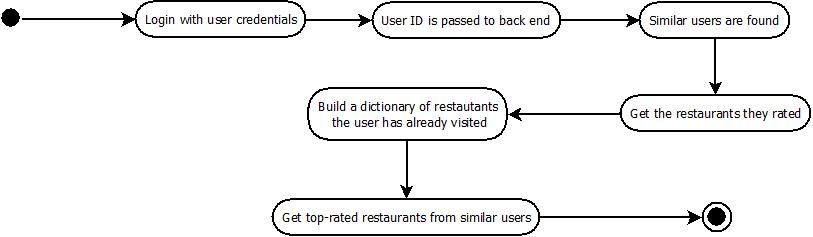 Login with user credentials
User ID is passed to back end
Similar users are found
Get the restaurants they rated
Build a dictionary of restautants
the user has already visited
Get top-rated restaurants from similar users